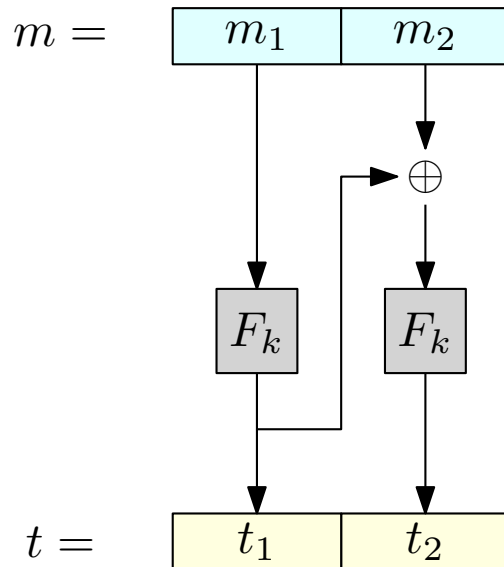 m = m₁ m₂
⊕
Fₖ Fₖ
t = t₁ t₂